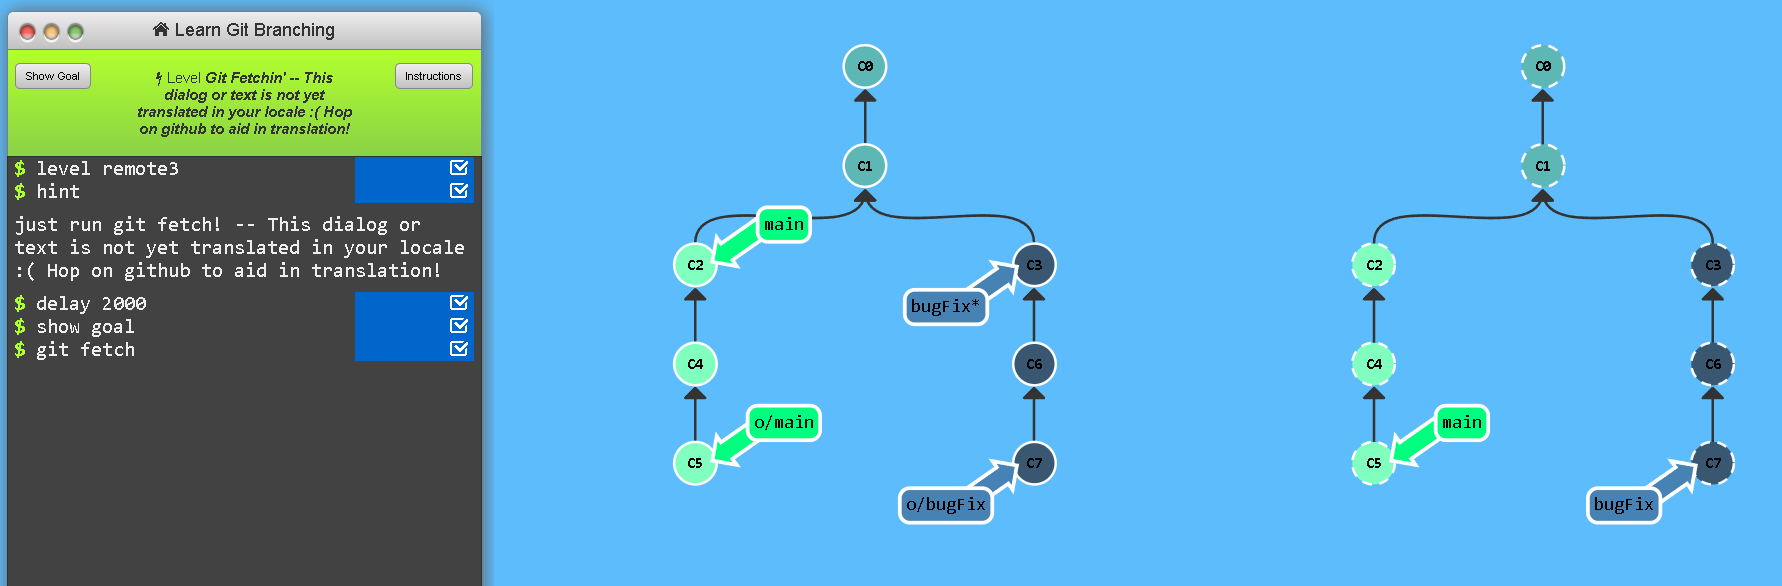 Learn Git Branching
Show Goal
Level Git Fetchin' -- This
dialog or text is not yet
translated in your locale :( Hop
on github to aid in translation!
Instructions
$ level remote3
$ hint
just run git fetch! -- This dialog or
text is not yet translated in your locale
:( Hop on github to aid in translation!
$ delay 2000
$ show goal
$ git fetch
C0
C1
main
C2
C3
bugFix*
C4
C6
o/main
C5
C7
o/bugFix
C0
C1
C2
C3
C4
C6
main
C5
C7
bugFix